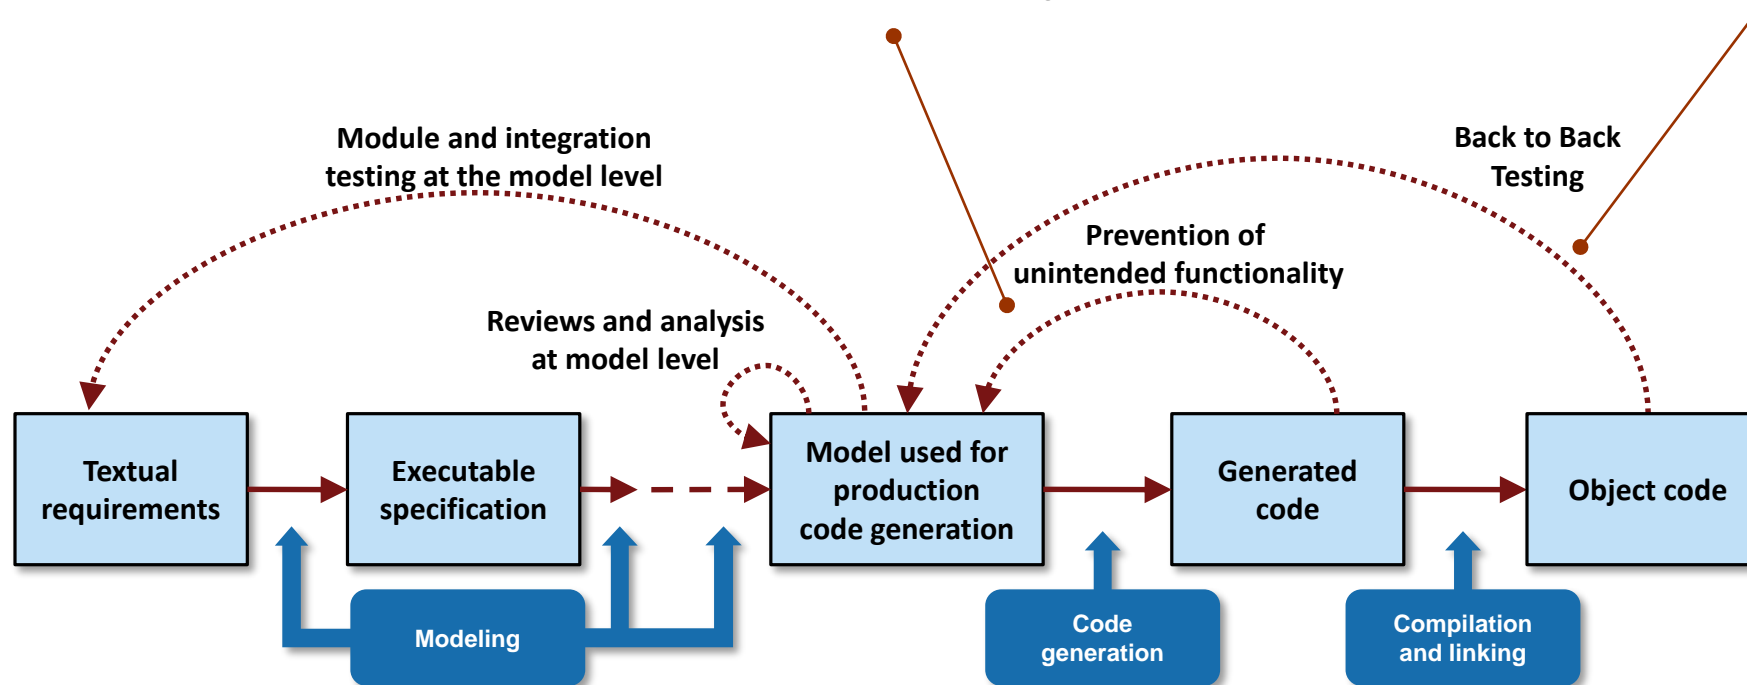 Module and integration
testing at the model level
Back to Back
Testing
Prevention of
unintended functionality
Reviews and analysis
at model level
Textual
requirements
Executable
specification
Model used for
production
code generation
Generated
code
Object code
Modeling
Code
generation
Compilation
and linking